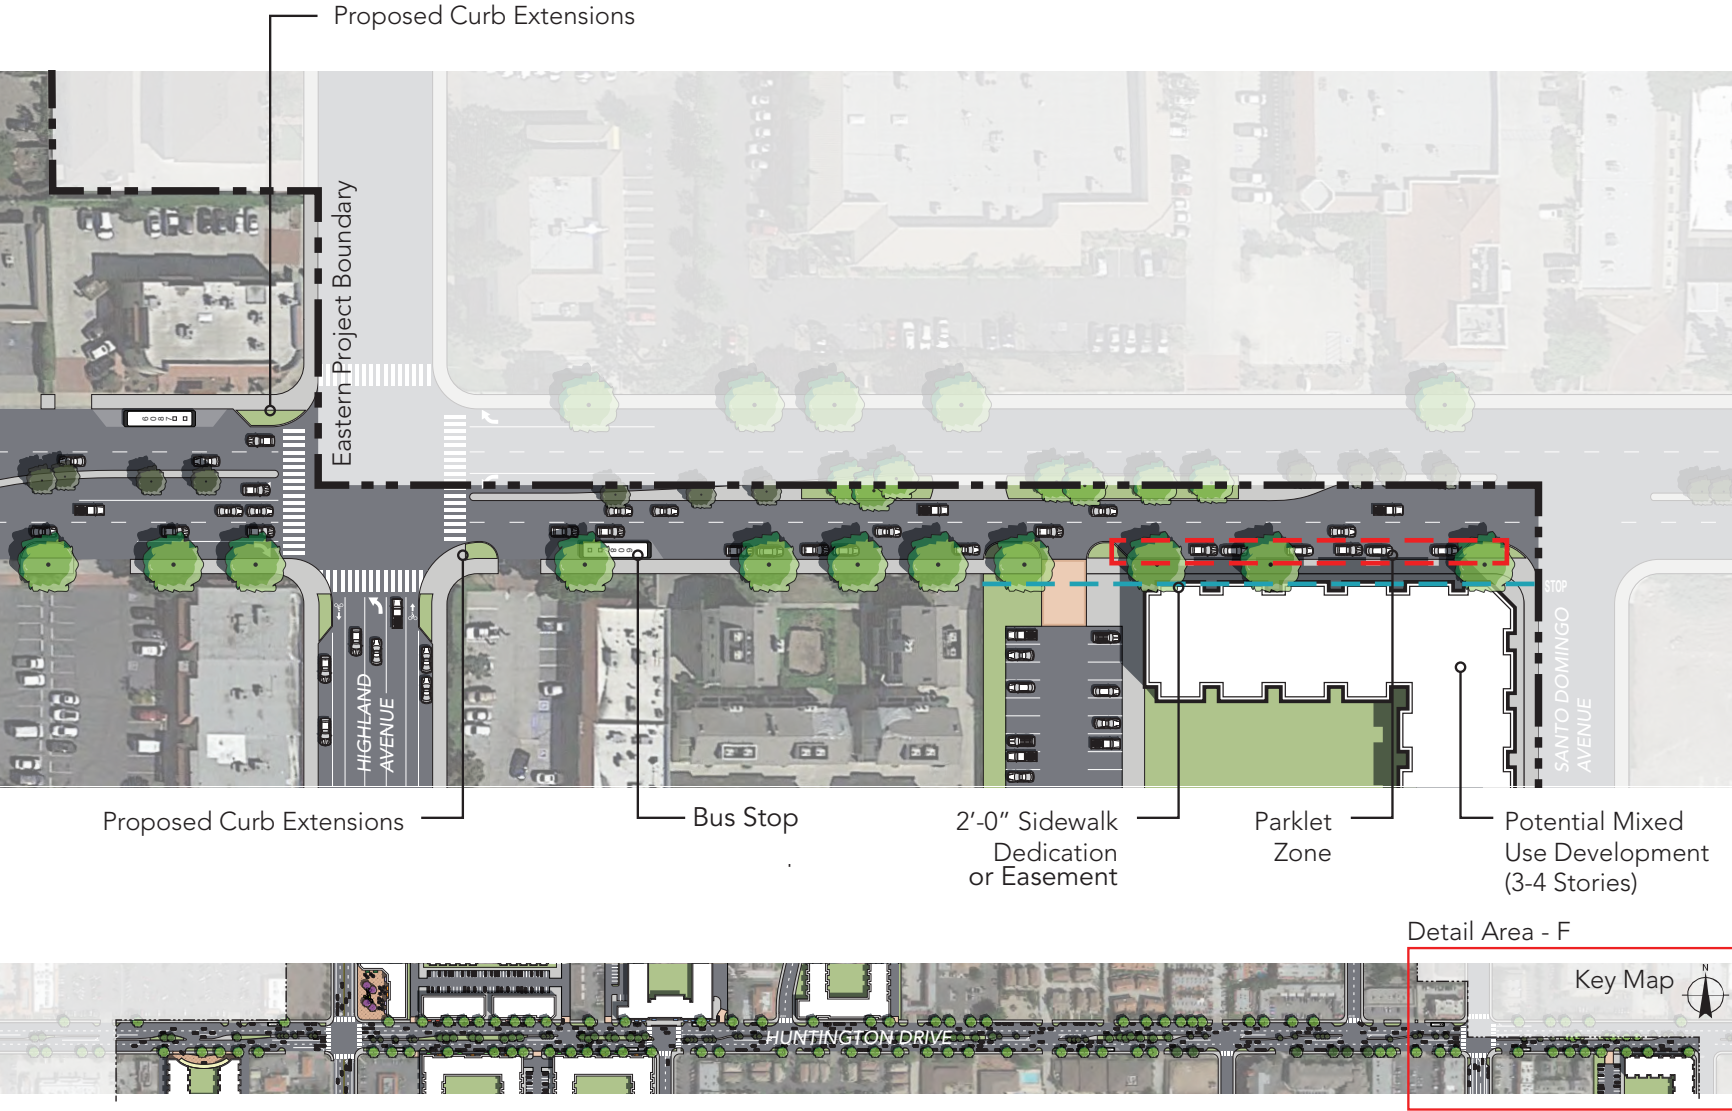 Proposed Curb Extensions
Eastern Project Boundary
STOP
HIGHLAND
AVENUE
SANTO DOMINGO
AVENUE
Proposed Curb Extensions
Bus Stop
2'-0" Sidewalk
Dedication
or Easement
Parklet
Zone
Potential Mixed
Use Development
(3-4 Stories)
Detail Area - F
Key Map
N
HUNTINGTON DRIVE